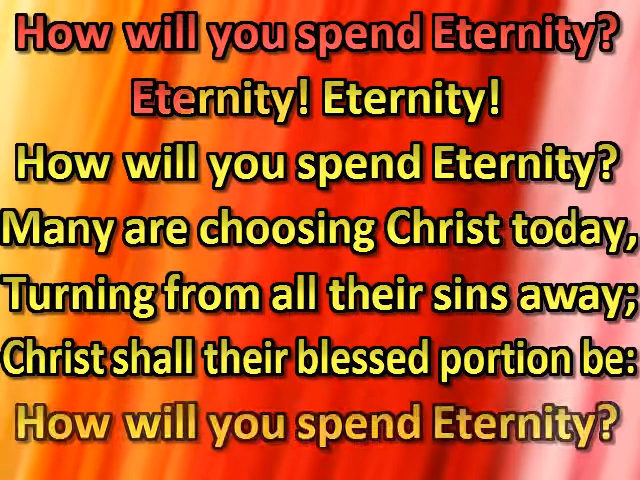 How will you spend Eternity?
Eternity! Eternity!
How will you spend Eternity?
Many are choosing Christ today,
Turning from all their sins away;
Christ shall their blessed portion be:
How will you spend Eternity?